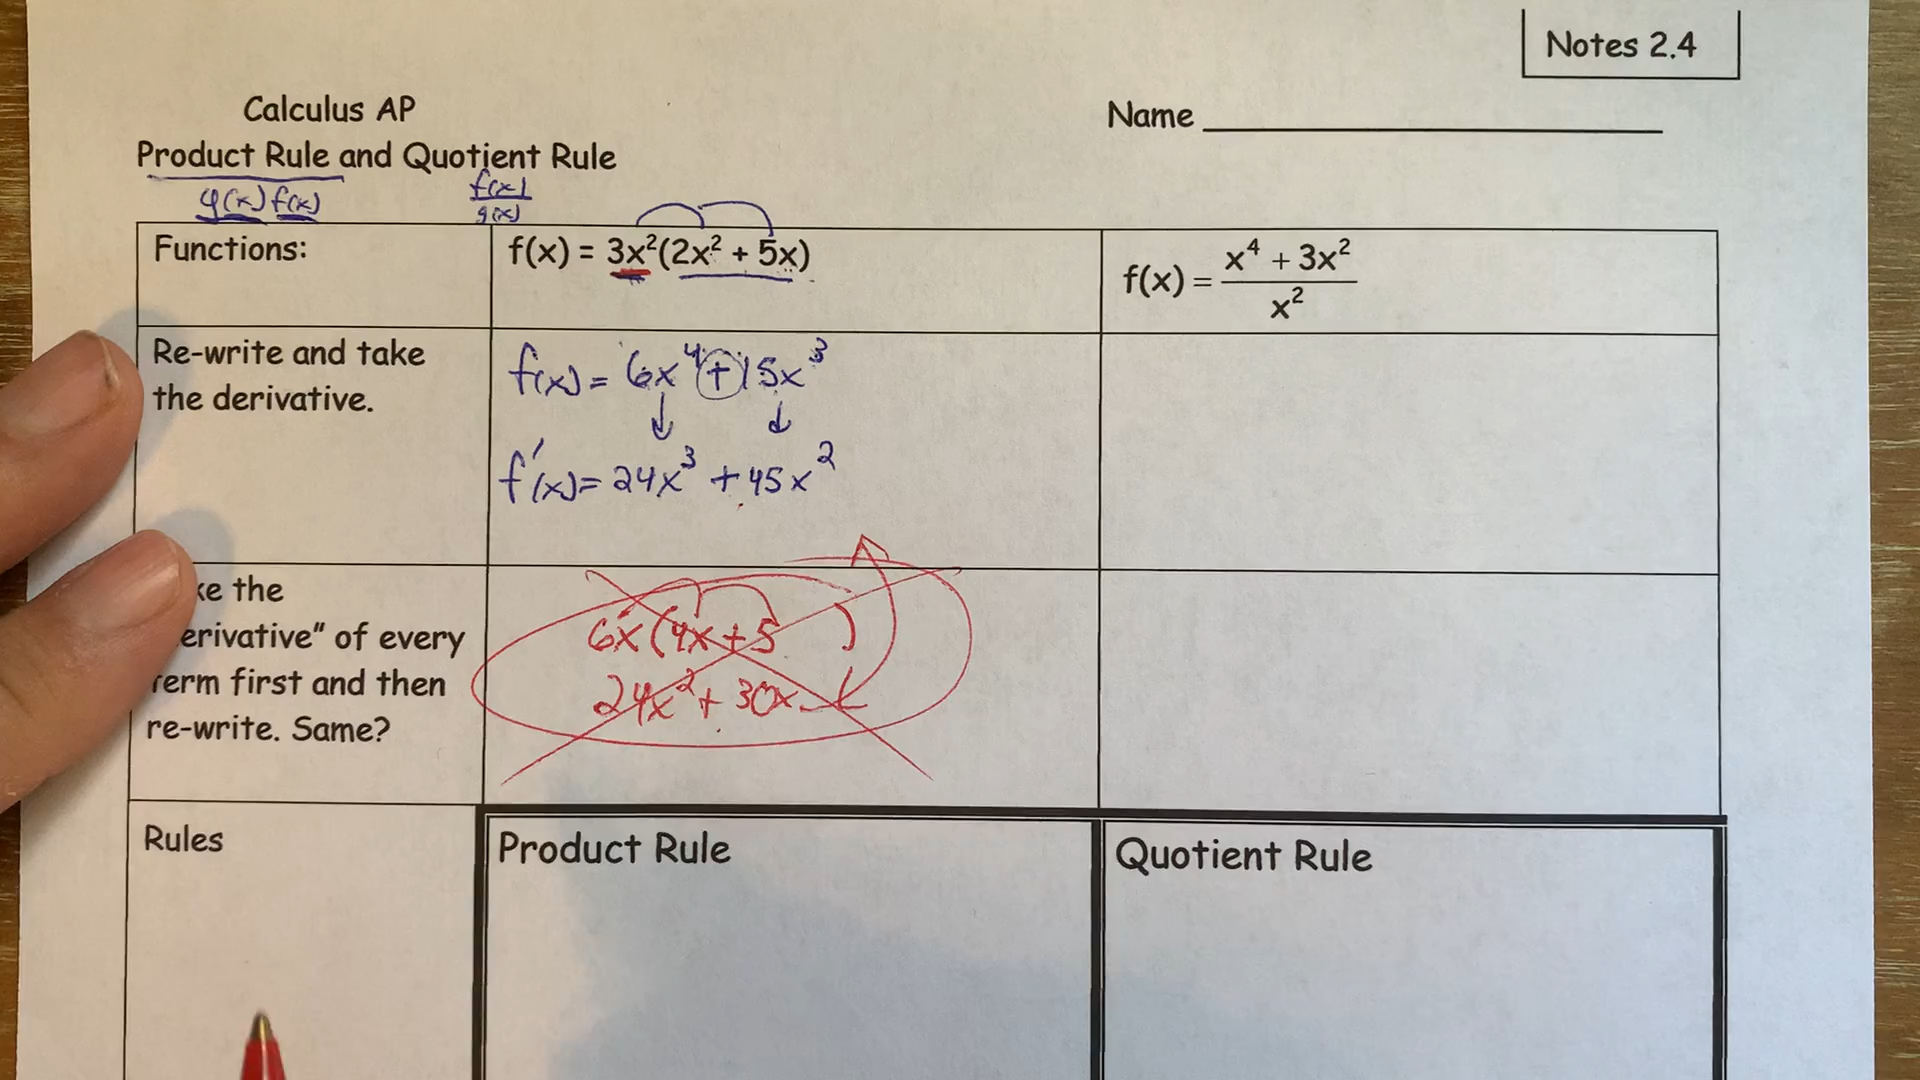 Notes 2.4
Calculus AP
Name
Product Rule and Quotient Rule
g(x) f(x)
f(x)
g(x)
Functions:
f(x) = 3x²(2x² + 5x)
f(x) = x⁴ + 3x²
x²
Re-write and take
the derivative.
f(x) = 6x⁴ + 15x³
f'(x) = 24x³ + 45x²
ke the
erivative" of every
term first and then
re-write. Same?
6x(4x+5 )
24x² + 30x
Rules
Product Rule
Quotient Rule